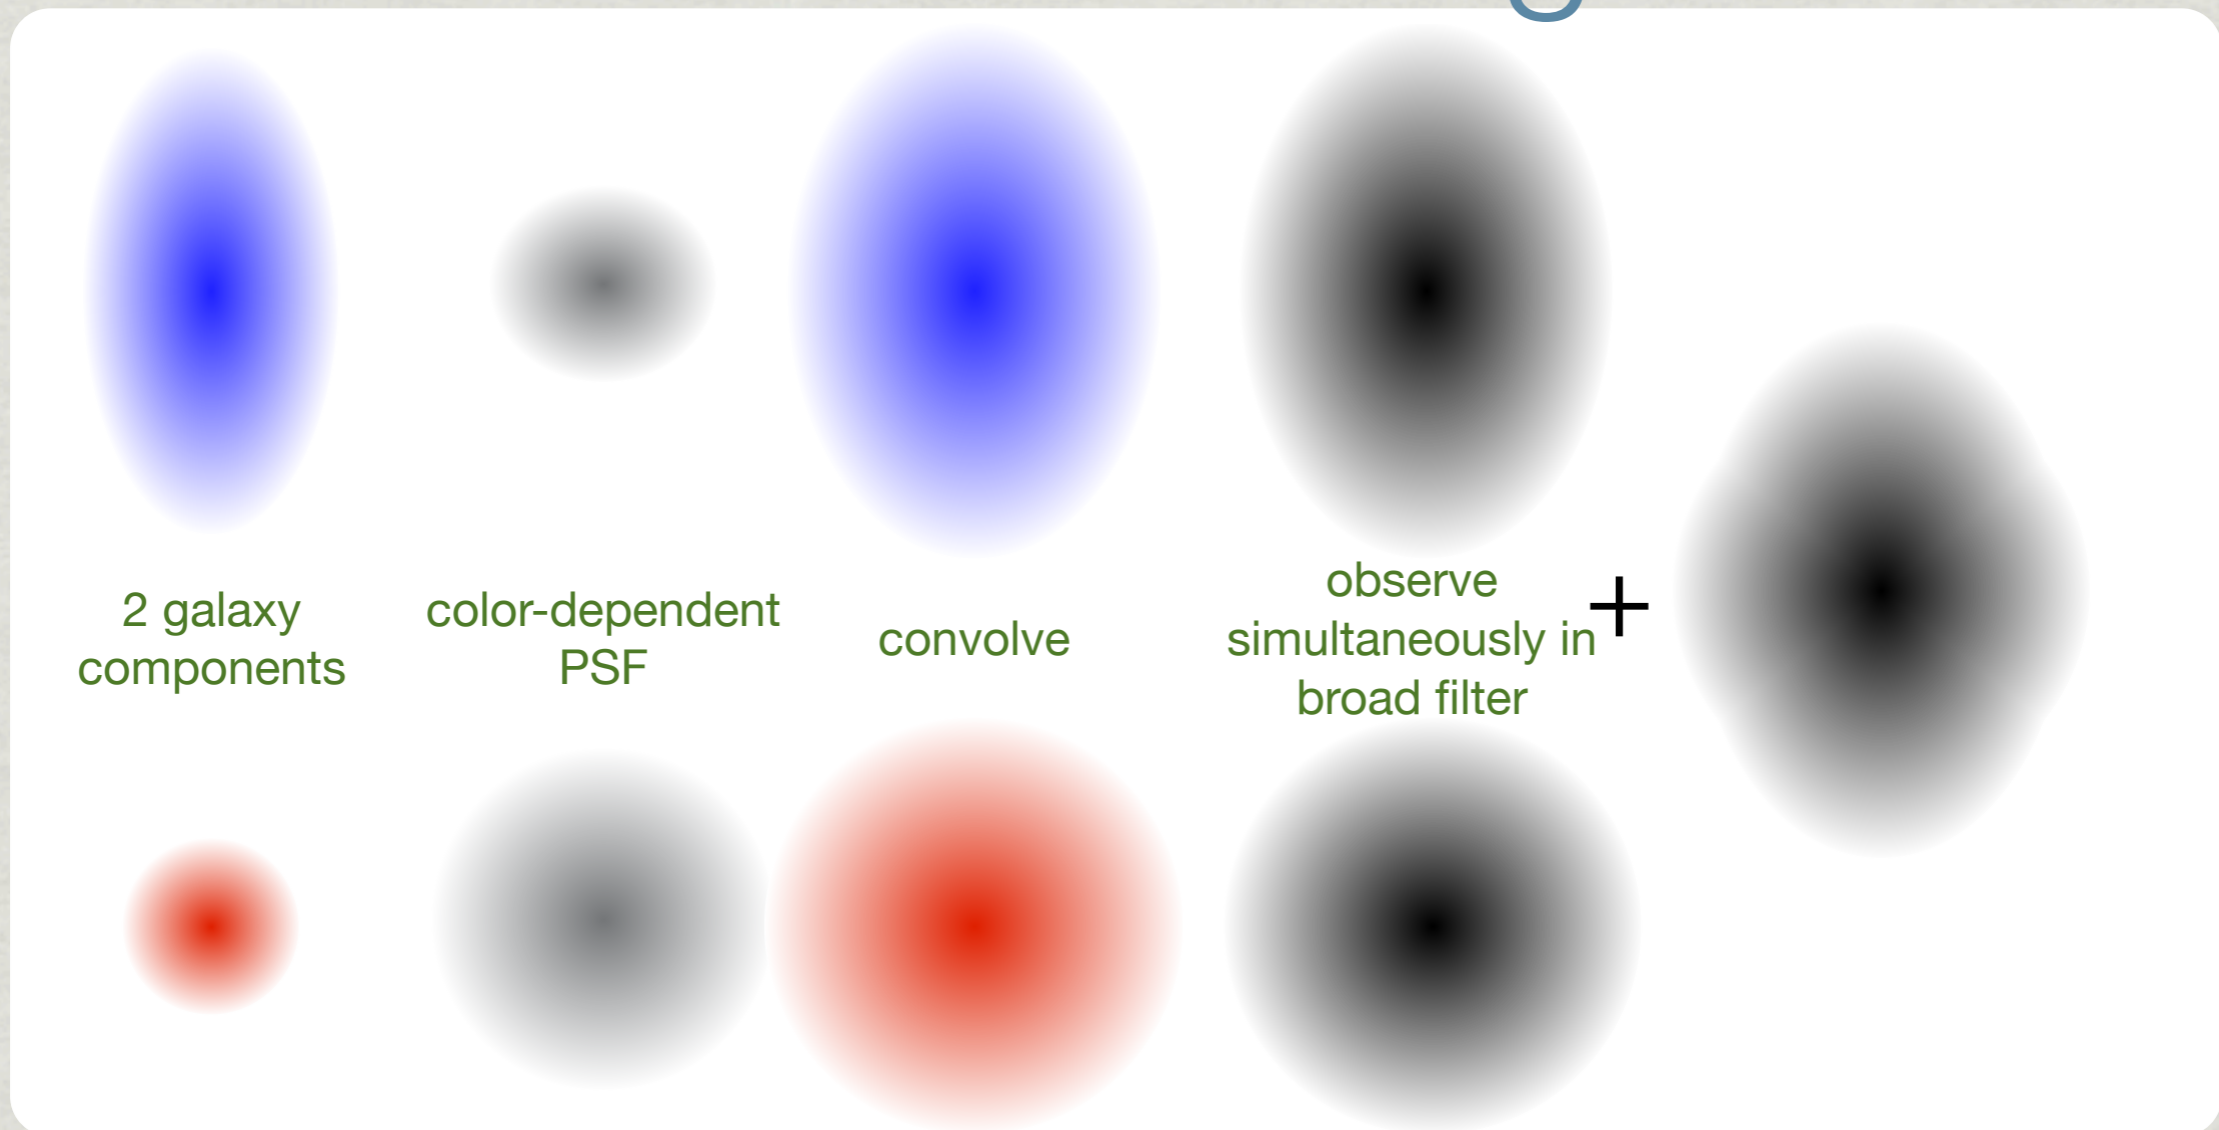 2 galaxy
components
color-dependent
PSF
convolve
observe
simultaneously in
broad filter
+